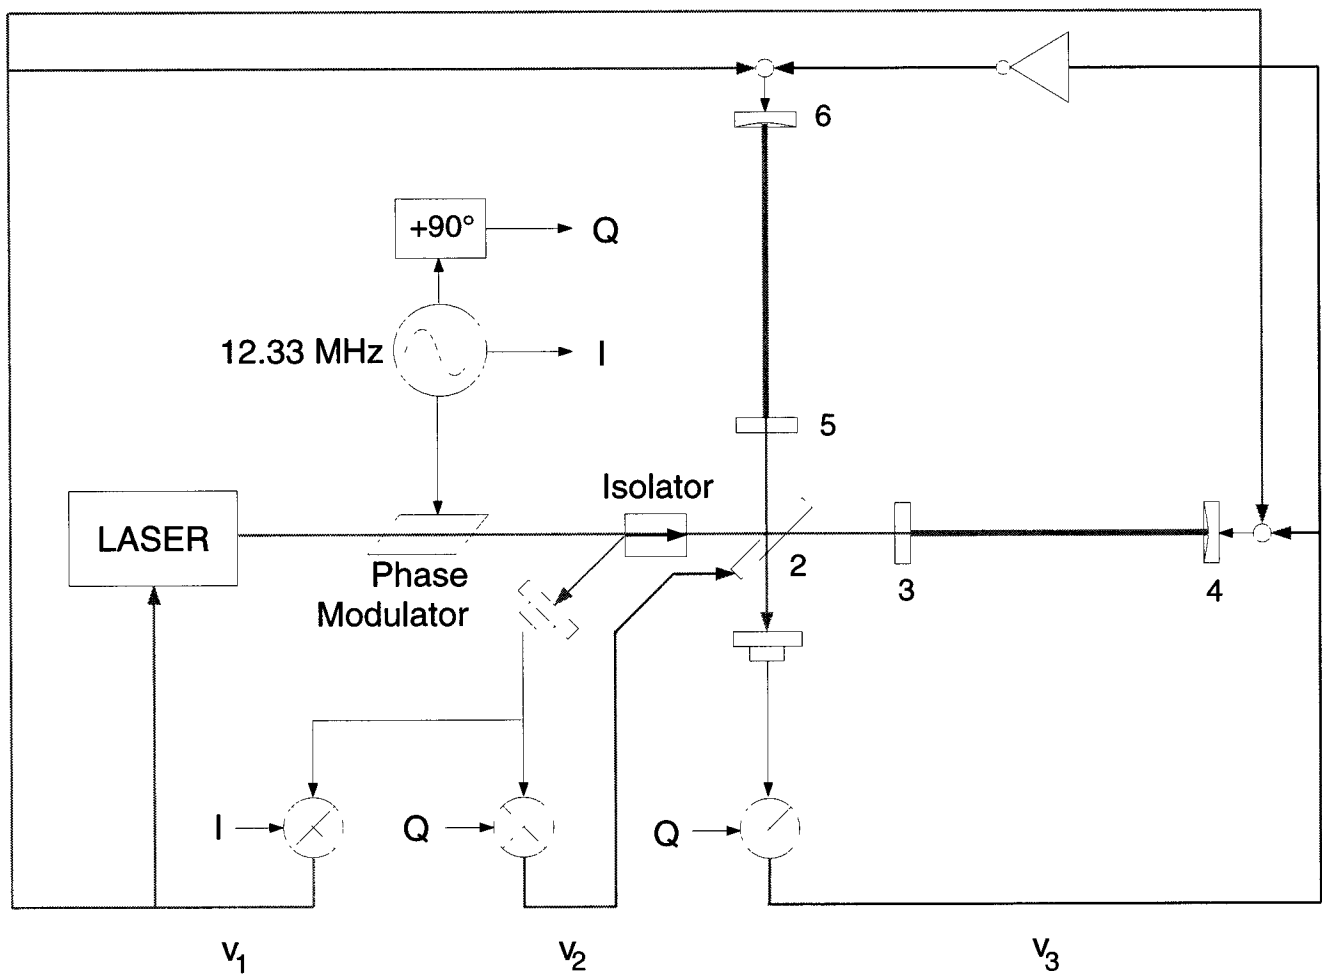 6
+90°
Q
12.33 MHz
I
5
Isolator
LASER
2
3
4
Phase
Modulator
I
Q
Q
v1
v2
v3